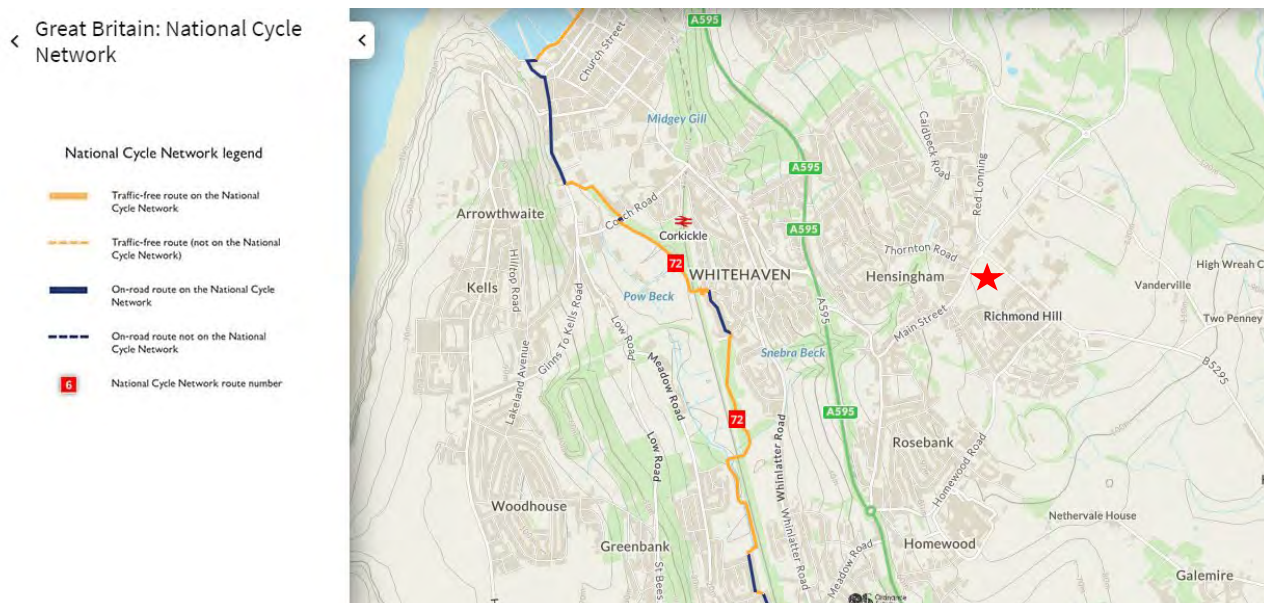 Great Britain: National Cycle
Network
National Cycle Network legend
Traffic-free route on the National
Cycle Network
Traffic-free route (not on the National
Cycle Network)
On-road route on the National Cycle
Network
On-road route not on the National
Cycle Network
6
National Cycle Network route number
A595
Church Street
Midgey Gill
Caldbeck Road
A595
Red Lonning
Arrowthwaite
Coach Road
Corkickle
A595
Thornton Road
Hilltop Road
72
WHITEHAVEN
Hensingham
High Wreah
Kells
Pow Beck
Vanderville
Ginns To Kells Road
Low Road
A595
Main Street
Richmond Hill
Two Penney
Lakeland Avenue
Meadow Road
Snebra Beck
B5295
72
A595
Low Road
Whinlatter Road
Rosebank
Homewood Road
Woodhouse
Whinlatter Road
Nethervale House
Greenbank
St Bees
Meadow Road
Homewood
Galemire
Ordnance